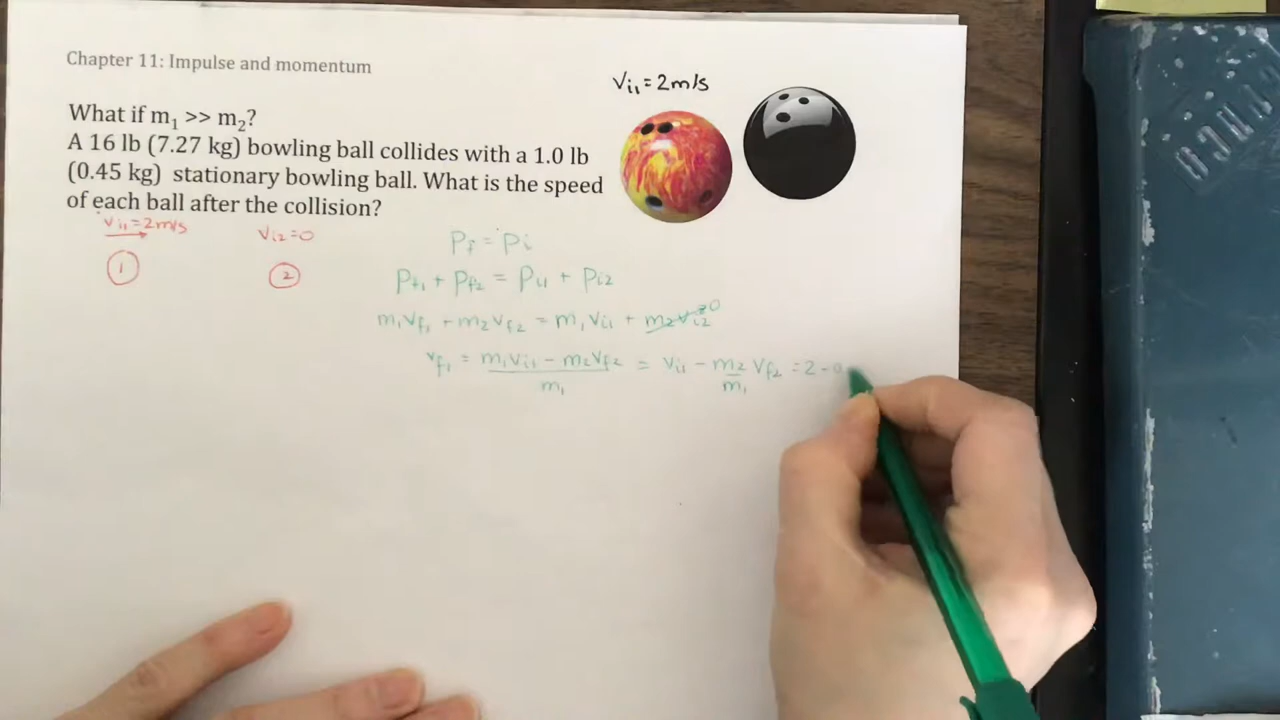 Chapter 11: Impulse and momentum
Vi1 = 2m/s
What if m1 >> m2?
A 16 lb (7.27 kg) bowling ball collides with a 1.0 lb
(0.45 kg) stationary bowling ball. What is the speed
of each ball after the collision?
Vi1 = 2m/s
Vi2 = 0
1
2
Pf = Pi
Pf1 + Pf2 = Pi1 + Pi2
m1Vf1 + m2Vf2 = m1Vi1 + m2Vi2 = 0
Vf1 = m1Vi1 - m2Vf2 / m1 = Vi1 - m2/m1 Vf2 = 2 -